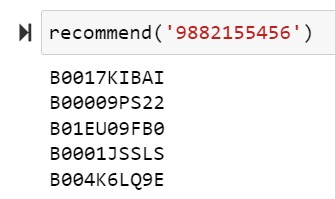 recommend('9882155456')
B0017KIBAI
B00009PS22
B01EU09FB0
B0001JSSLS
B004K6LQ9E